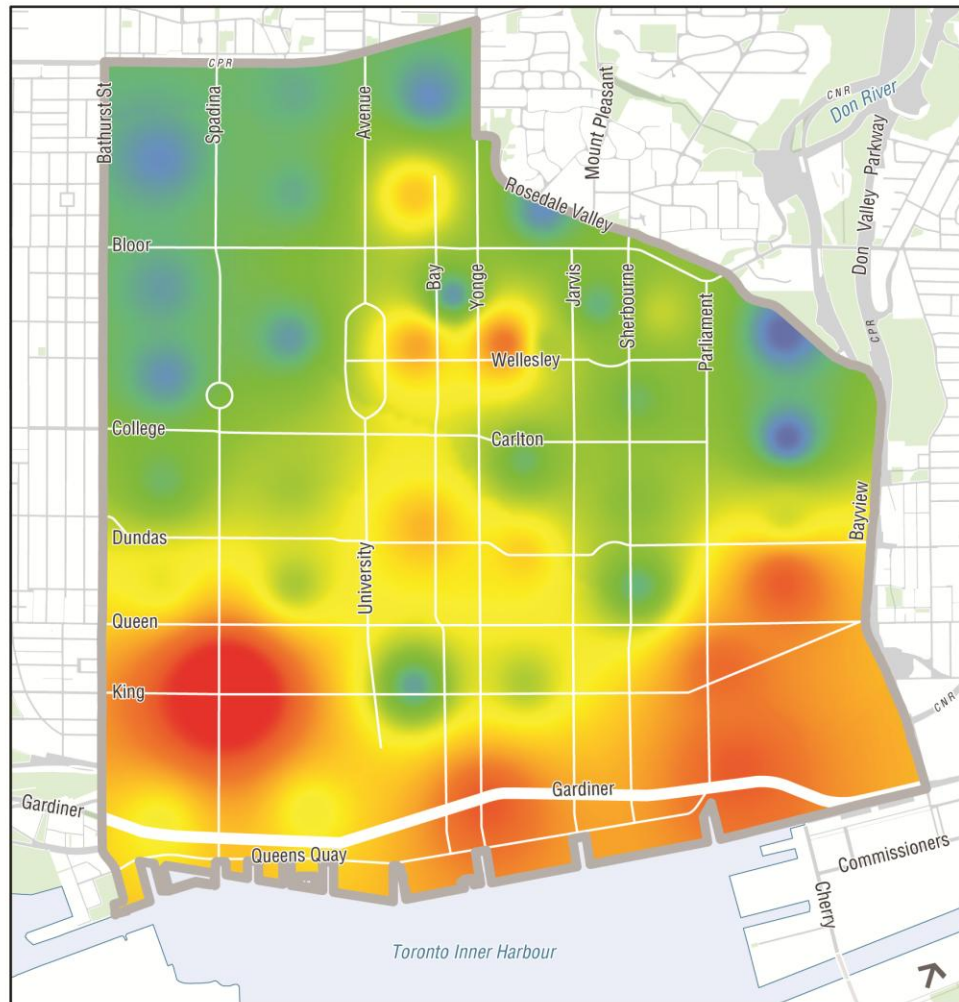 CPR
Bathurst St
Spadina
Avenue
Mount Pleasant
CNR
Don River
Don Valley Parkway
Rosedale Valley
Bloor
Bay
Yonge
Jarvis
Sherbourne
Parliament
CPR
Wellesley
College
Carlton
Dundas
University
Bayview
Queen
King
CNR
Gardiner
Gardiner
Queens Quay
Commissioners
Cherry
Toronto Inner Harbour